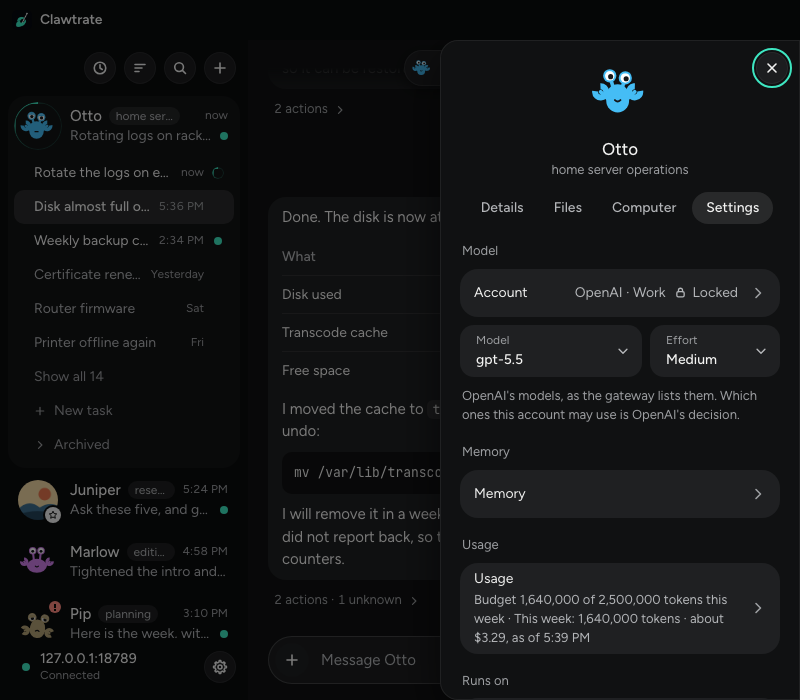 Clawtrate
Otto home ser... now
Rotating logs on rack...
Rotate the logs on e... now
Disk almost full o... 5:36 PM
Weekly backup c... 2:34 PM
Certificate rene... Yesterday
Router firmware Sat
Printer offline again Fri
Show all 14
+ New task
> Archived
Juniper rese... 5:24 PM
Ask these five, and g...
Marlow editi... 4:58 PM
Tightened the intro and...
Pip planning 3:10 PM
Here is the week. wit...
127.0.0.1:18789
Connected
2 actions >
Done. The disk is now at
What
Disk used
Transcode cache
Free space
I moved the cache to
undo:
mv /var/lib/transco
I will remove it in a week
did not report back, so t
counters.
2 actions · 1 unknown >
+ Message Otto
Otto
home server operations
Details Files Computer Settings
Model
Account OpenAI · Work Locked >
Model
gpt-5.5
Effort
Medium
OpenAI's models, as the gateway lists them. Which
ones this account may use is OpenAI's decision.
Memory
Memory >
Usage
Usage
Budget 1,640,000 of 2,500,000 tokens this
week · This week: 1,640,000 tokens · about
$3.29, as of 5:39 PM
Runs on